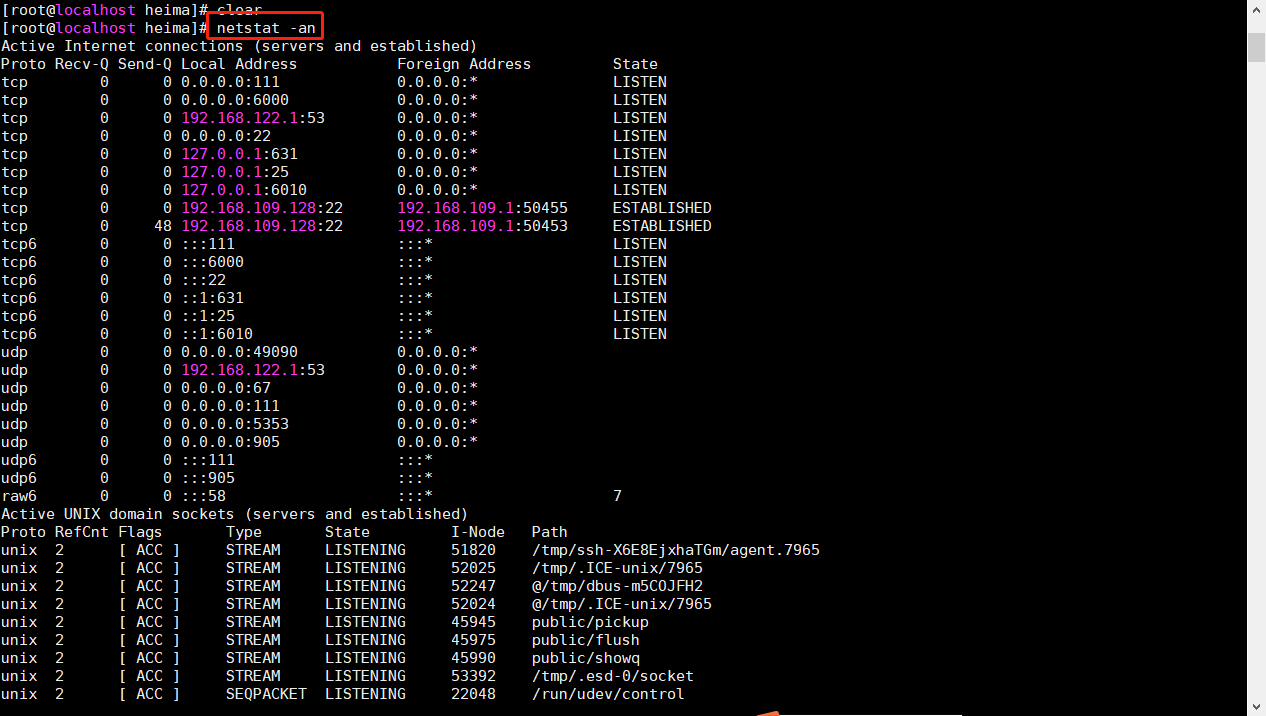 [root@localhost heima]# clear
[root@localhost heima]# netstat -an
Active Internet connections (servers and established)
Proto Recv-Q Send-Q Local Address           Foreign Address         State
tcp        0      0 0.0.0.0:111             0.0.0.0:*               LISTEN
tcp        0      0 0.0.0.0:6000            0.0.0.0:*               LISTEN
tcp        0      0 192.168.122.1:53        0.0.0.0:*               LISTEN
tcp        0      0 0.0.0.0:22              0.0.0.0:*               LISTEN
tcp        0      0 127.0.0.1:631           0.0.0.0:*               LISTEN
tcp        0      0 127.0.0.1:25            0.0.0.0:*               LISTEN
tcp        0      0 127.0.0.1:6010          0.0.0.0:*               LISTEN
tcp        0      0 192.168.109.128:22      192.168.109.1:50455     ESTABLISHED
tcp        0     48 192.168.109.128:22      192.168.109.1:50453     ESTABLISHED
tcp6       0      0 :::111                  :::*                    LISTEN
tcp6       0      0 :::6000                 :::*                    LISTEN
tcp6       0      0 :::22                   :::*                    LISTEN
tcp6       0      0 ::1:631                 :::*                    LISTEN
tcp6       0      0 ::1:25                  :::*                    LISTEN
tcp6       0      0 ::1:6010                :::*                    LISTEN
udp        0      0 0.0.0.0:49090           0.0.0.0:*
udp        0      0 192.168.122.1:53        0.0.0.0:*
udp        0      0 0.0.0.0:67              0.0.0.0:*
udp        0      0 0.0.0.0:111             0.0.0.0:*
udp        0      0 0.0.0.0:5353            0.0.0.0:*
udp        0      0 0.0.0.0:905             0.0.0.0:*
udp6       0      0 :::111                  :::*
udp6       0      0 :::905                  :::*
raw6       0      0 :::58                   :::*                    7
Active UNIX domain sockets (servers and established)
Proto RefCnt Flags       Type       State         I-Node   Path
unix  2      [ ACC ]     STREAM     LISTENING     51820    /tmp/ssh-X6E8EjxhaTGm/agent.7965
unix  2      [ ACC ]     STREAM     LISTENING     52025    /tmp/.ICE-unix/7965
unix  2      [ ACC ]     STREAM     LISTENING     52247    @/tmp/dbus-m5COJFH2
unix  2      [ ACC ]     STREAM     LISTENING     52024    @/tmp/.ICE-unix/7965
unix  2      [ ACC ]     STREAM     LISTENING     45945    public/pickup
unix  2      [ ACC ]     STREAM     LISTENING     45975    public/flush
unix  2      [ ACC ]     STREAM     LISTENING     45990    public/showq
unix  2      [ ACC ]     STREAM     LISTENING     53392    /tmp/.esd-0/socket
unix  2      [ ACC ]     SEQPACKET  LISTENING     22048    /run/udev/control